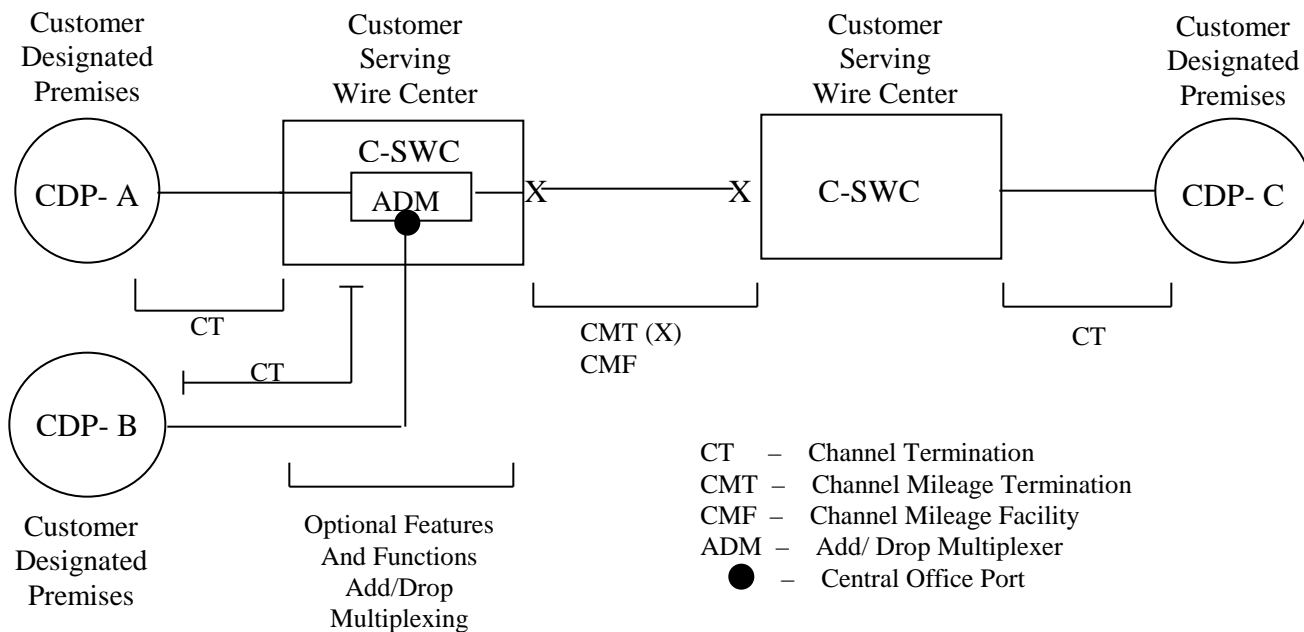 Customer
Designated
Premises
Customer
Serving
Wire Center
Customer
Serving
Wire Center
Customer
Designated
Premises
CDP- A
C-SWC
ADM
X
X
C-SWC
CDP- C
CT
CMT (X)
CMF
CT
CT
CDP- B
Customer
Designated
Premises
Optional Features
And Functions
Add/Drop
Multiplexing
CT – Channel Termination
CMT – Channel Mileage Termination
CMF – Channel Mileage Facility
ADM – Add/ Drop Multiplexer
– Central Office Port